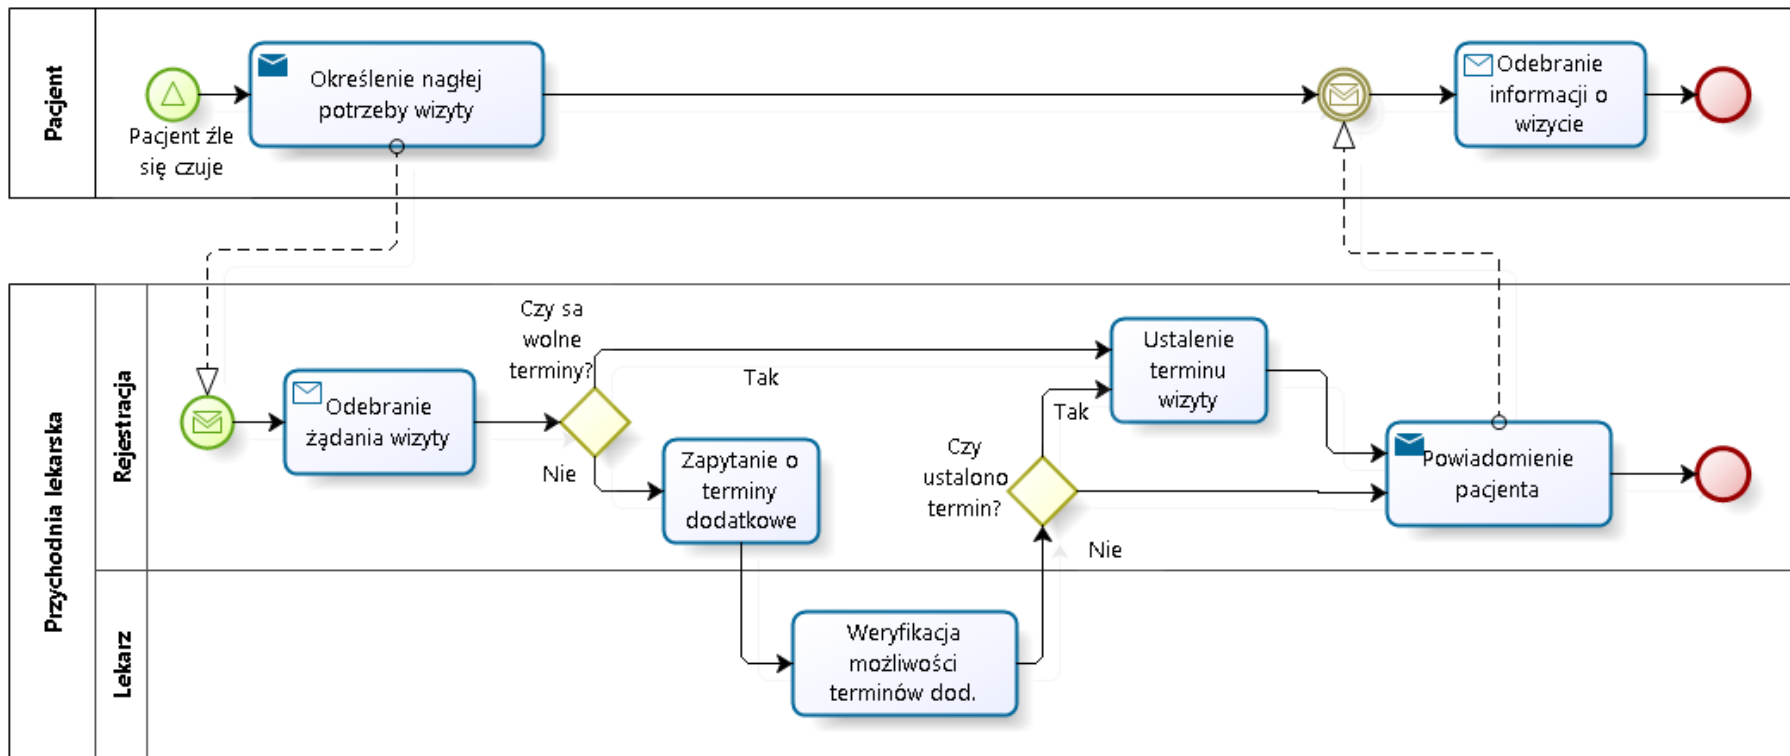 Pacjent
Pacjent źle
się czuje
Określenie nagłej
potrzeby wizyty
Odebranie
informacji o
wizycie
Przychodnia lekarska
Rejestracja
Odebranie
żądania wizyty
Czy sa
wolne
terminy?
Tak
Nie
Zapytanie o
terminy
dodatkowe
Czy
ustalono
termin?
Tak
Nie
Ustalenie
terminu
wizyty
Powiadomienie
pacjenta
Lekarz
Weryfikacja
możliwości
terminów dod.